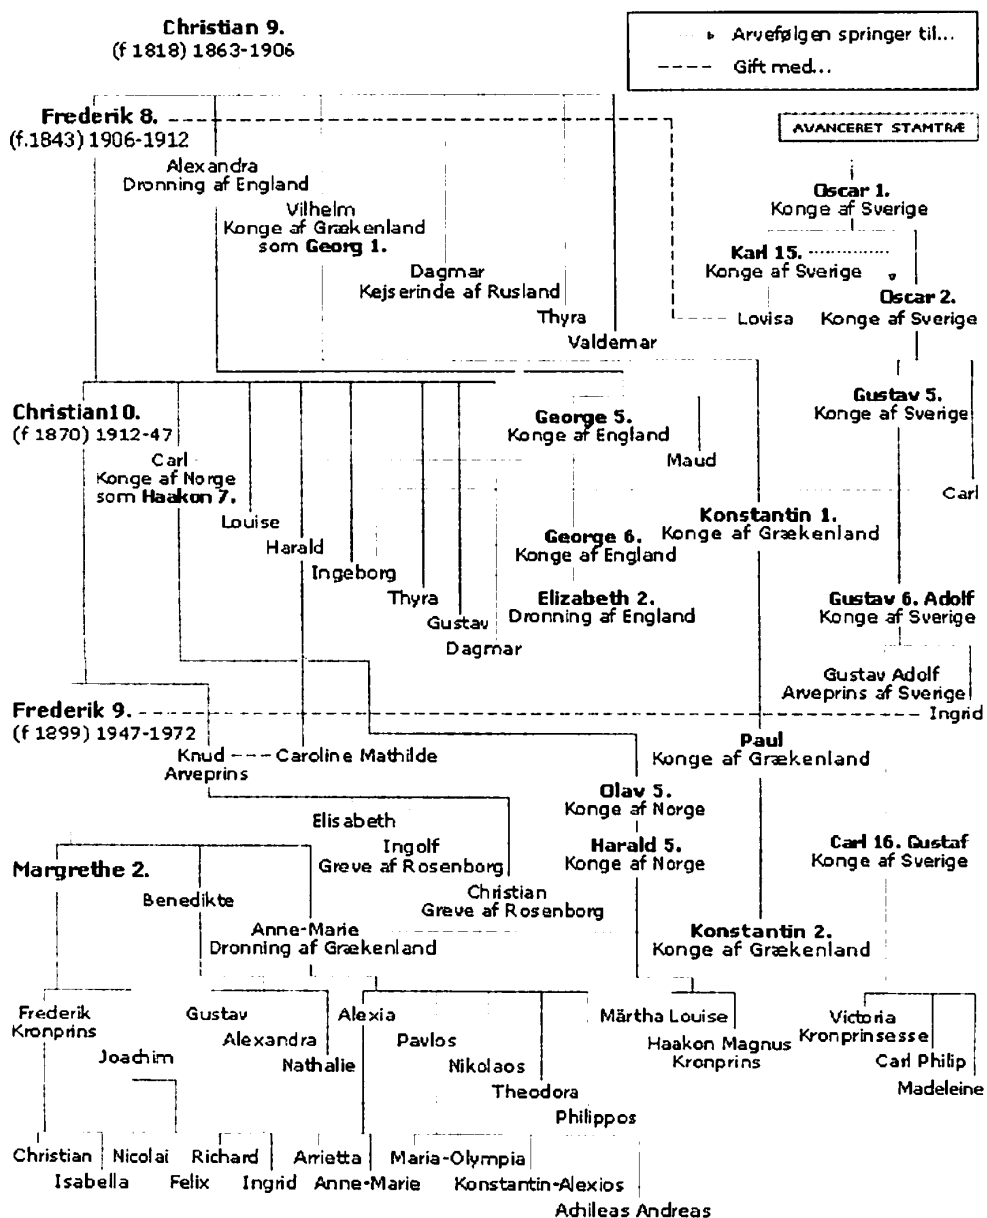 Christian 9.
(f 1818) 1863-1906
Arvefølgen springer til...
Gift med...
AVANCERET STAMTRÆ
Frederik 8.
(f.1843) 1906-1912
Alexandra
Dronning af England
Vilhelm
Konge af Grækenland
som Georg 1.
Dagmar
Kejserinde af Rusland
Thyra
Valdemar
Oscar 1.
Konge af Sverige
Karl 15.
Konge af Sverige
Oscar 2.
Konge af Sverige
Lovisa
Christian10.
(f 1870) 1912-47
Carl
Konge af Norge
som Haakon 7.
Louise
Harald
Ingeborg
Thyra
Gustav
Dagmar
George 5.
Konge af England
Maud
George 6.
Konge af England
Elizabeth 2.
Dronning af England
Konstantin 1.
Konge af Grækenland
Gustav 5.
Konge af Sverige
Carl
Gustav 6. Adolf
Konge af Sverige
Gustav Adolf
Arveprins af Sverige
Ingrid
Frederik 9.
(f 1899) 1947-1972
Knud
Arveprins
Caroline Mathilde
Paul
Konge af Grækenland
Elisabeth
Ingolf
Greve af Rosenborg
Christian
Greve af Rosenborg
Olav 5.
Konge af Norge
Harald 5.
Konge af Norge
Carl 16. Gustaf
Konge af Sverige
Margrethe 2.
Benedikte
Anne-Marie
Dronning af Grækenland
Konstantin 2.
Konge af Grækenland
Frederik
Kronprins
Joachim
Gustav
Alexandra
Nathalie
Alexia
Pavlos
Nikolaos
Theodora
Philippos
Märtha Louise
Haakon Magnus
Kronprins
Victoria
Kronprinsesse
Carl Philip
Madeleine
Christian
Isabella
Nicolai
Felix
Richard
Ingrid
Arrietta
Anne-Marie
Maria-Olympia
Konstantin-Alexios
Achileas Andreas